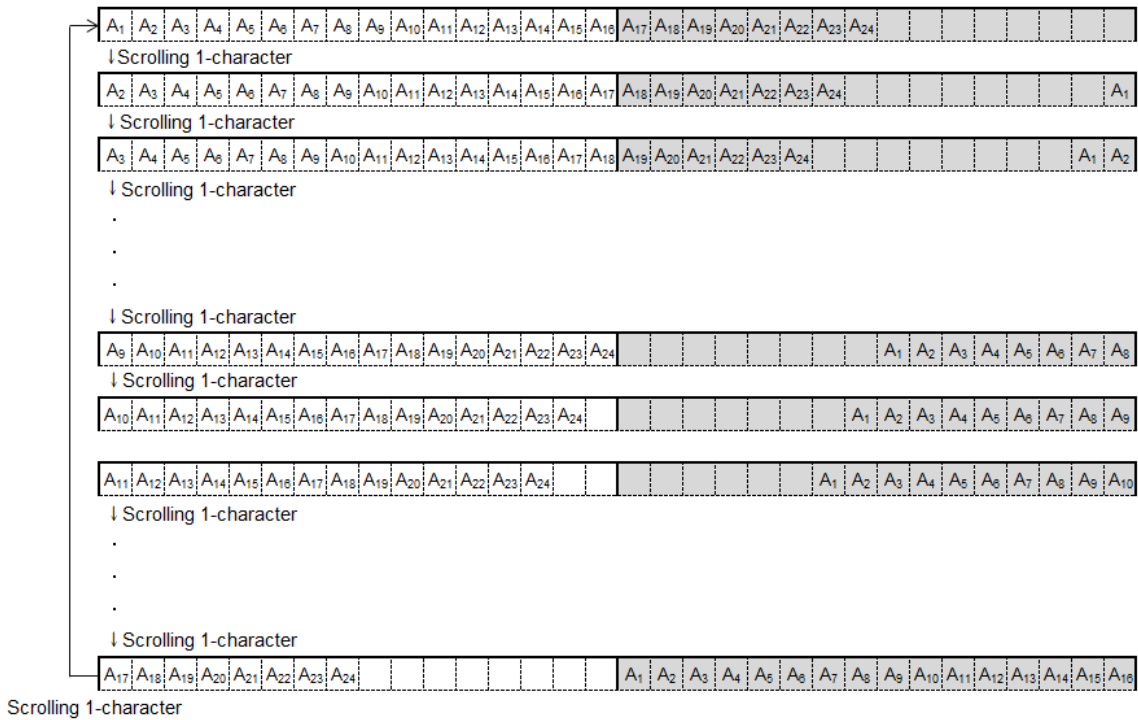 A₁ A₂ A₃ A₄ A₅ A₆ A₇ A₈ A₉ A₁₀ A₁₁ A₁₂ A₁₃ A₁₄ A₁₅ A₁₆ A₁₇ A₁₈ A₁₉ A₂₀ A₂₁ A₂₂ A₂₃ A₂₄
↓Scrolling 1-character
A₂ A₃ A₄ A₅ A₆ A₇ A₈ A₉ A₁₀ A₁₁ A₁₂ A₁₃ A₁₄ A₁₅ A₁₆ A₁₇ A₁₈ A₁₉ A₂₀ A₂₁ A₂₂ A₂₃ A₂₄ A₁
↓Scrolling 1-character
A₃ A₄ A₅ A₆ A₇ A₈ A₉ A₁₀ A₁₁ A₁₂ A₁₃ A₁₄ A₁₅ A₁₆ A₁₇ A₁₈ A₁₉ A₂₀ A₂₁ A₂₂ A₂₃ A₂₄ A₁ A₂
↓Scrolling 1-character
.
.
.
↓Scrolling 1-character
A₉ A₁₀ A₁₁ A₁₂ A₁₃ A₁₄ A₁₅ A₁₆ A₁₇ A₁₈ A₁₉ A₂₀ A₂₁ A₂₂ A₂₃ A₂₄ A₁ A₂ A₃ A₄ A₅ A₆ A₇ A₈
↓Scrolling 1-character
A₁₀ A₁₁ A₁₂ A₁₃ A₁₄ A₁₅ A₁₆ A₁₇ A₁₈ A₁₉ A₂₀ A₂₁ A₂₂ A₂₃ A₂₄ A₁ A₂ A₃ A₄ A₅ A₆ A₇ A₈ A₉
A₁₁ A₁₂ A₁₃ A₁₄ A₁₅ A₁₆ A₁₇ A₁₈ A₁₉ A₂₀ A₂₁ A₂₂ A₂₃ A₂₄ A₁ A₂ A₃ A₄ A₅ A₆ A₇ A₈ A₉ A₁₀
↓Scrolling 1-character
.
.
.
↓Scrolling 1-character
A₁₇ A₁₈ A₁₉ A₂₀ A₂₁ A₂₂ A₂₃ A₂₄ A₁ A₂ A₃ A₄ A₅ A₆ A₇ A₈ A₉ A₁₀ A₁₁ A₁₂ A₁₃ A₁₄ A₁₅ A₁₆
Scrolling 1-character